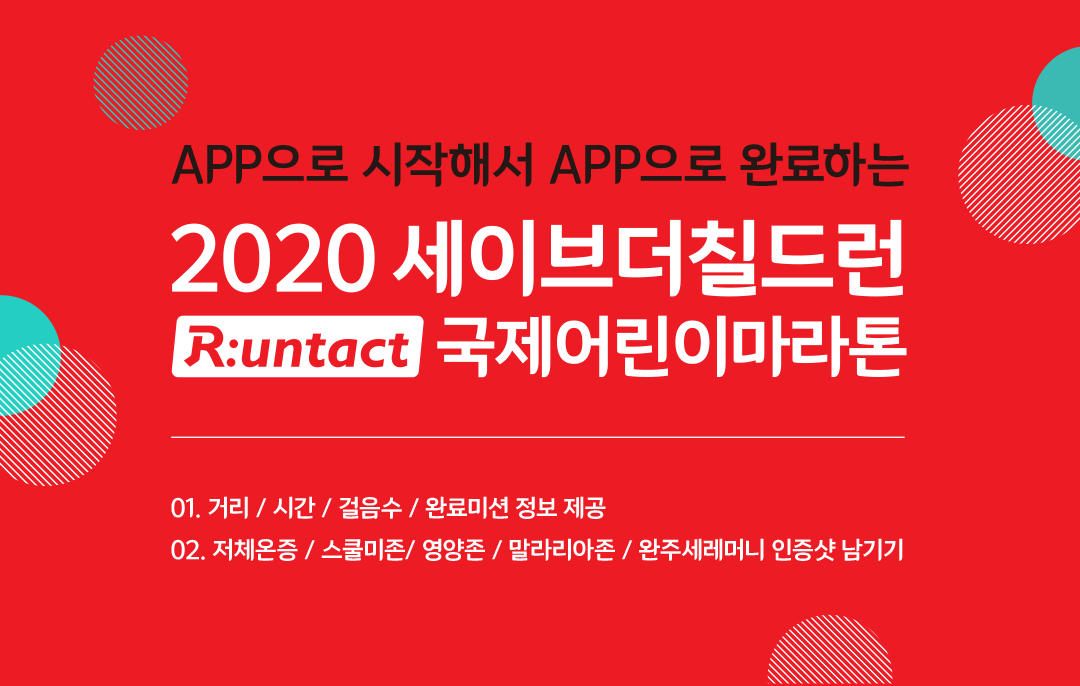 APP으로 시작해서 APP으로 완료하는
2020 세이브더칠드런
R:untact 국제어린이마라톤
01. 거리 / 시간 / 걸음수 / 완료미션 정보 제공
02. 저체온증 / 스쿨미존/ 영양존 / 말라리아존 / 완주세레머니 인증샷 남기기